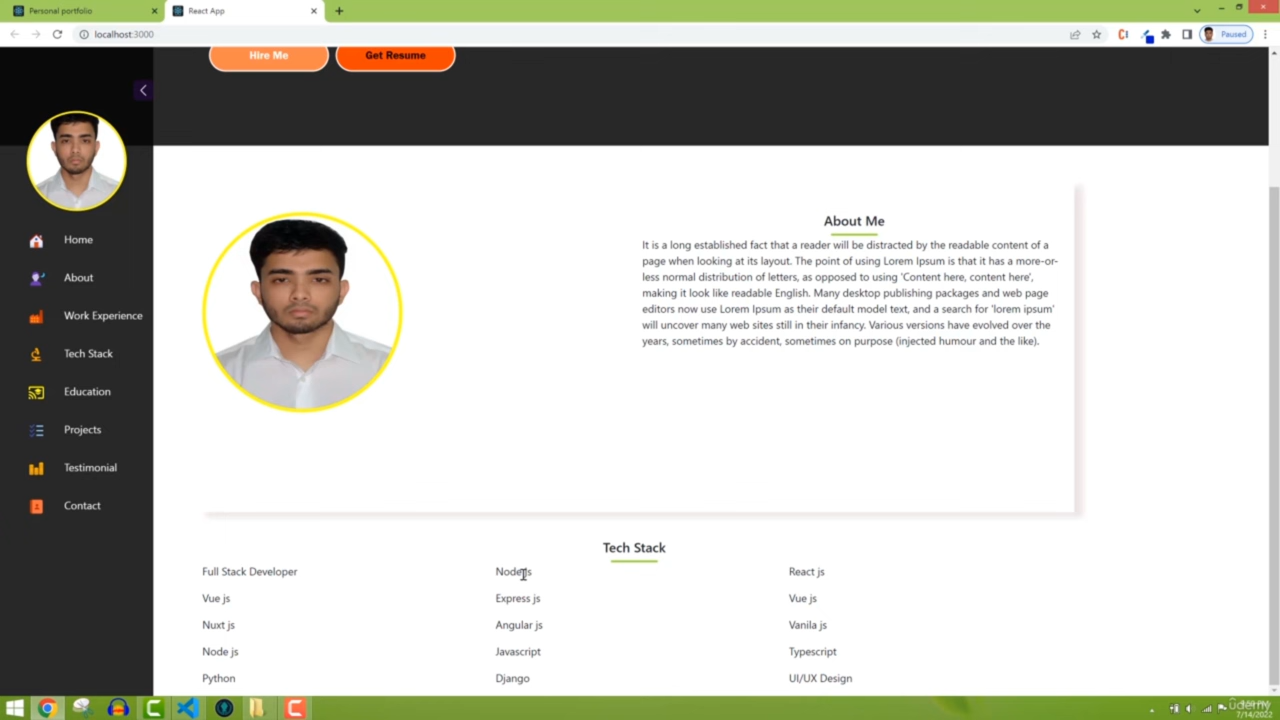 Personal portfolio
React App
localhost:3000
Paused
Hire Me
Get Resume
Home
About
Work Experience
Tech Stack
Education
Projects
Testimonial
Contact
About Me
It is a long established fact that a reader will be distracted by the readable content of a
page when looking at its layout. The point of using Lorem Ipsum is that it has a more-or-
less normal distribution of letters, as opposed to using 'Content here, content here',
making it look like readable English. Many desktop publishing packages and web page
editors now use Lorem Ipsum as their default model text, and a search for 'lorem ipsum'
will uncover many web sites still in their infancy. Various versions have evolved over the
years, sometimes by accident, sometimes on purpose (injected humour and the like).
Tech Stack
Full Stack Developer Node js React js
Vue js Express js Vue js
Nuxt js Angular js Vanila js
Node js Javascript Typescript
Python Django UI/UX Design
udemy
7/14/2022